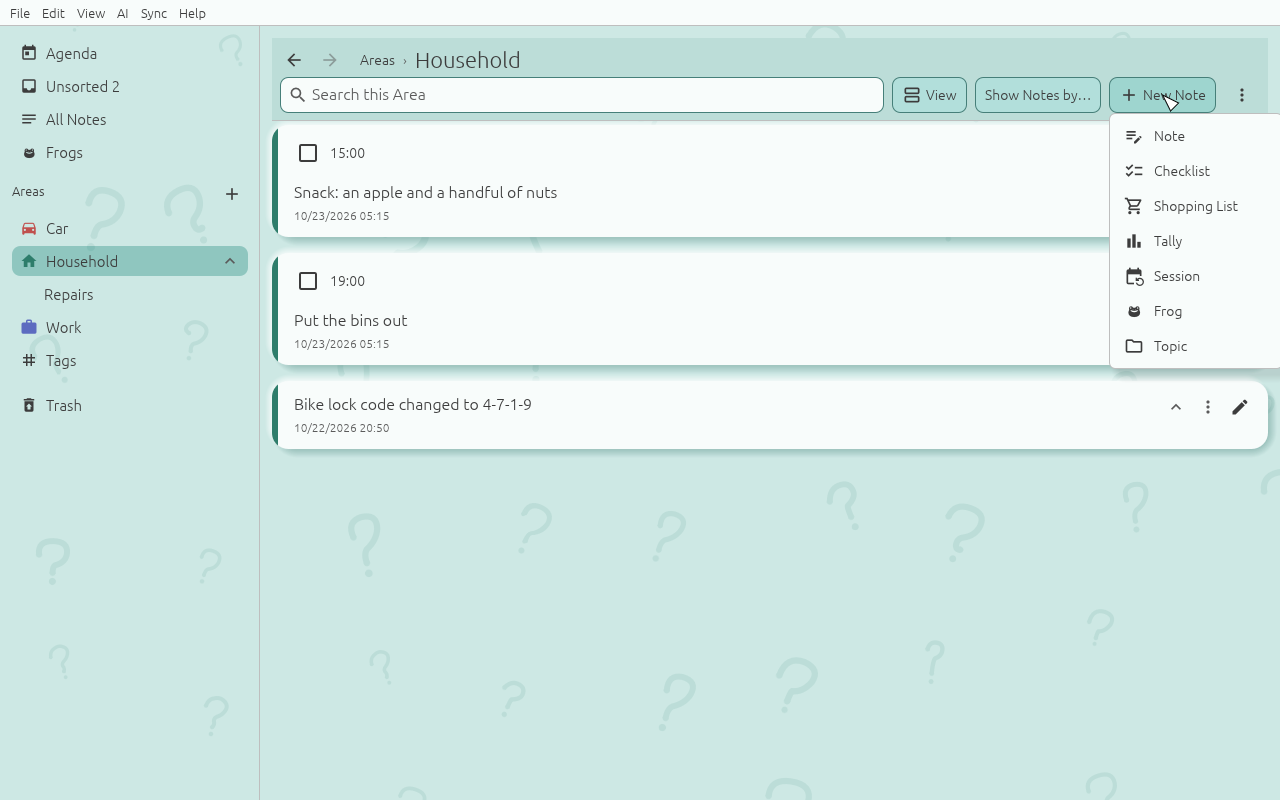 File Edit View AI Sync Help
Agenda
Unsorted 2
All Notes
Frogs
Areas
Car
Household
Repairs
Work
Tags
Trash
Areas › Household
Search this Area
View
Show Notes by…
New Note
Note
Checklist
Shopping List
Tally
Session
Frog
Topic
15:00
Snack: an apple and a handful of nuts
10/23/2026 05:15
19:00
Put the bins out
10/23/2026 05:15
Bike lock code changed to 4-7-1-9
10/22/2026 20:50